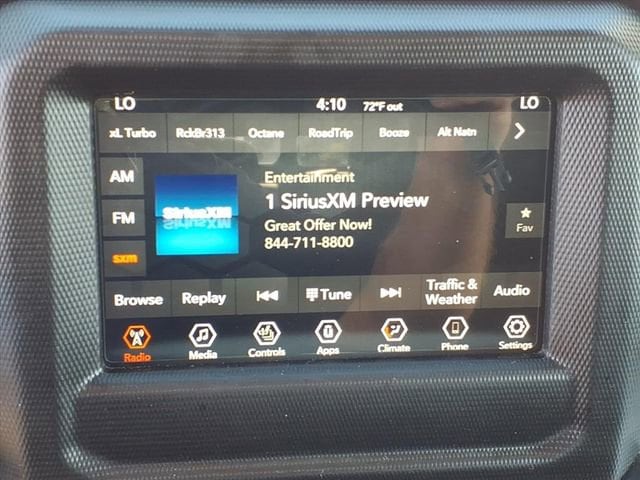 LO 4:10 72°F out LO
xL Turbo RckBr313 Octane RoadTrip Booze Alt Natn
AM
FM
sxm
SiriusXM
Entertainment
1 SiriusXM Preview
Great Offer Now!
844-711-8800
Fav
Browse Replay Tune Traffic & Weather Audio
Radio Media Controls Apps Climate Phone Settings